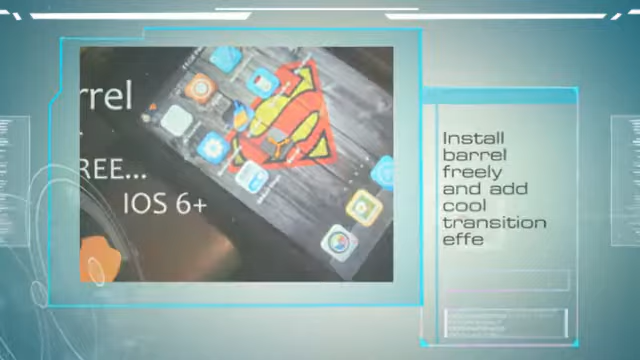 rrel
REE...
IOS 6+
Install
barrel
freely
and add
cool
transition
effe